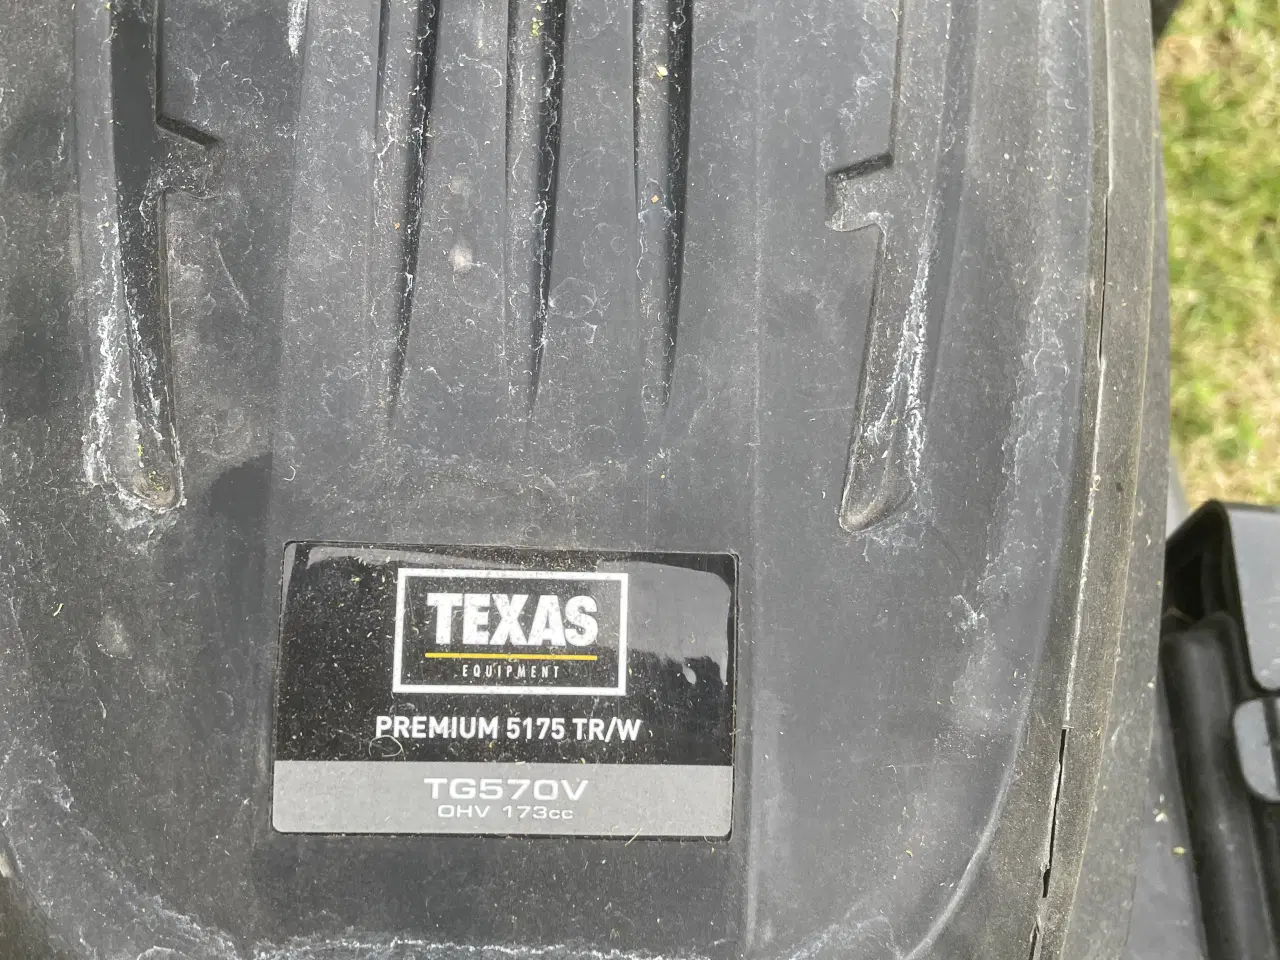 TEXAS
EQUIPMENT
PREMIUM 5175 TR/W
TG570V
OHV 173cc